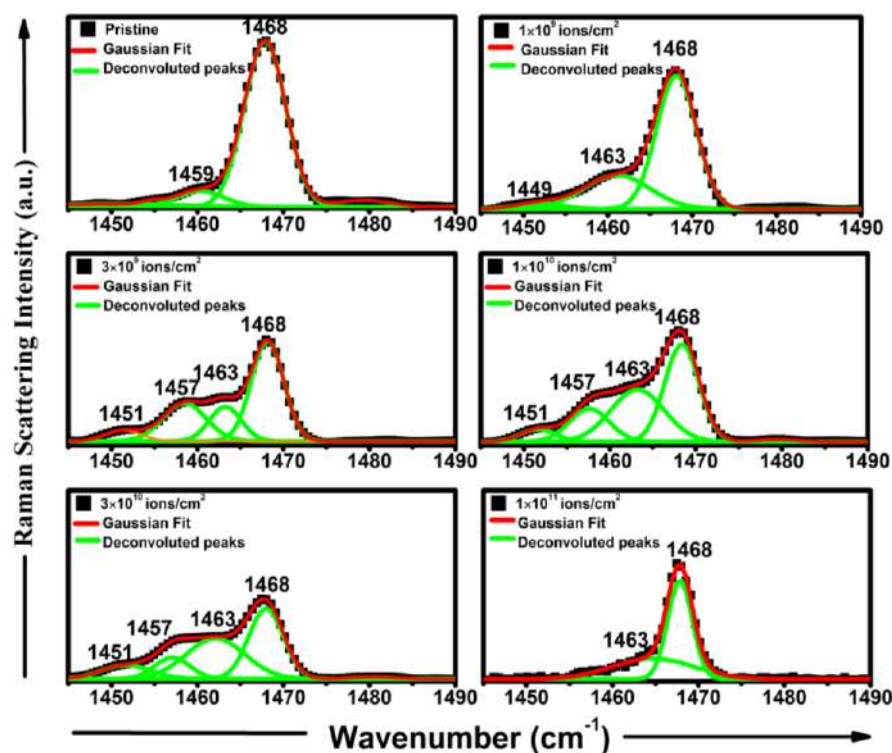 Raman Scattering Intensity (a.u.)
Pristine
Gaussian Fit
Deconvoluted peaks
1459
1468
1450 1460 1470 1480 1490
1×10⁹ ions/cm²
Gaussian Fit
Deconvoluted peaks
1449
1463
1468
1450 1460 1470 1480 1490
3×10⁹ ions/cm²
Gaussian Fit
Deconvoluted peaks
1451
1457
1463
1468
1450 1460 1470 1480 1490
1×10¹⁰ ions/cm²
Gaussian Fit
Deconvoluted peaks
1451
1457
1463
1468
1450 1460 1470 1480 1490
3×10¹⁰ ions/cm²
Gaussian Fit
Deconvoluted peaks
1451
1457
1463
1468
1450 1460 1470 1480 1490
1×10¹¹ ions/cm²
Gaussian Fit
Deconvoluted peaks
1463
1468
1450 1460 1470 1480 1490
Wavenumber (cm⁻¹)